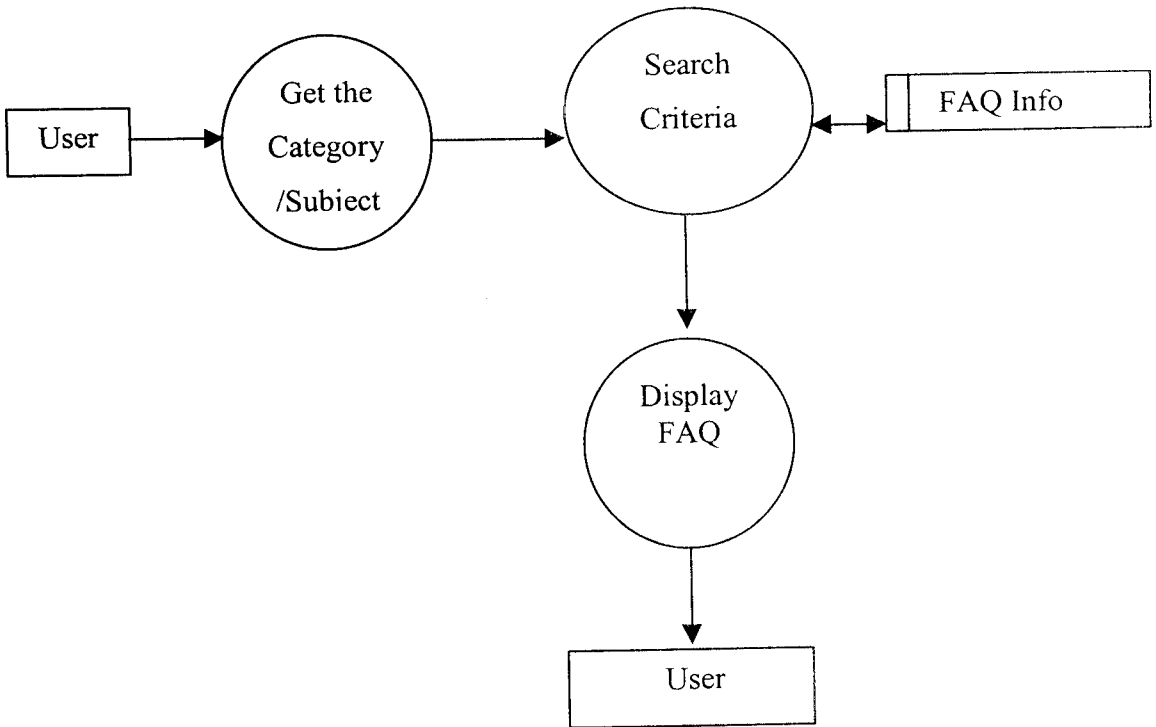 User
Get the
Category
/Subiect
Search
Criteria
FAQ Info
Display
FAQ
User